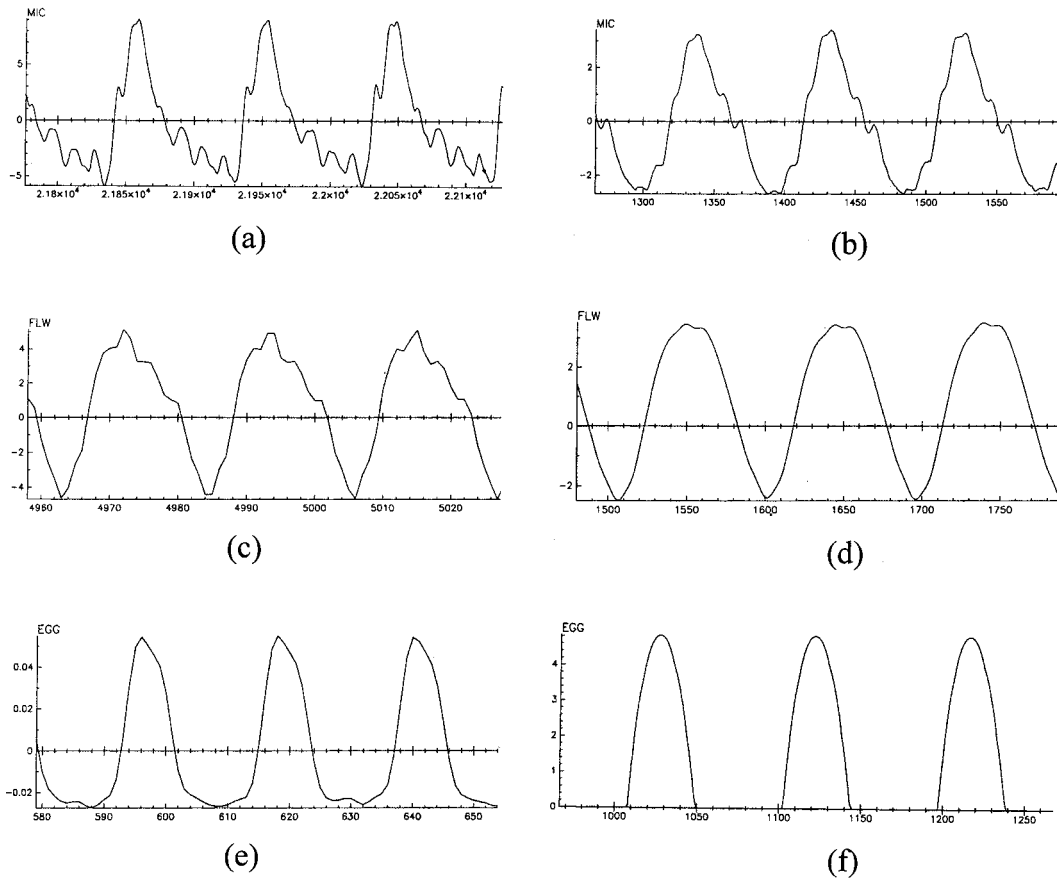 MIC
5
0
−5
2.18×10⁴ 2.185×10⁴ 2.19×10⁴ 2.195×10⁴ 2.2×10⁴ 2.205×10⁴ 2.21×10⁴
(a)
MIC
2
0
−2
1300 1350 1400 1450 1500 1550
(b)
FLW
4
2
0
−2
−4
4960 4970 4980 4990 5000 5010 5020
(c)
FLW
2
0
−2
1500 1550 1600 1650 1700 1750
(d)
EGG
0.04
0.02
0
−0.02
580 590 600 610 620 630 640 650
(e)
EGG
4
3
2
1
0
1000 1050 1100 1150 1200 1250
(f)